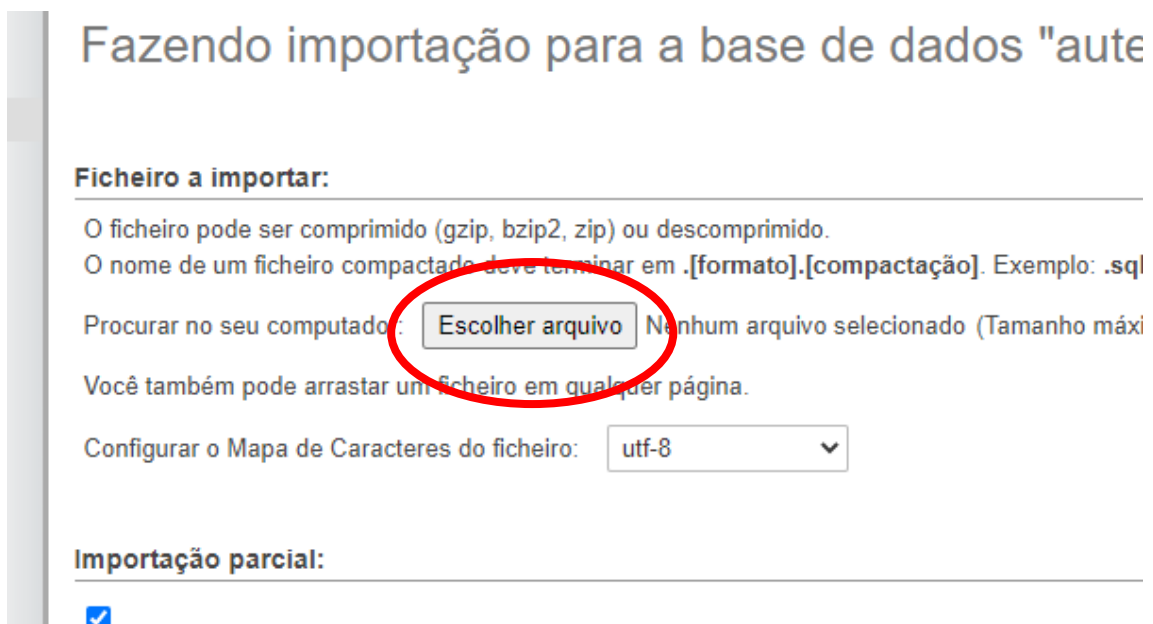 Fazendo importação para a base de dados "aute
Ficheiro a importar:
O ficheiro pode ser comprimido (gzip, bzip2, zip) ou descomprimido.
O nome de um ficheiro compactado deve terminar em .[formato].[compactação]. Exemplo: .sql
Procurar no seu computador: Escolher arquivo Nenhum arquivo selecionado (Tamanho máxi
Você também pode arrastar um ficheiro em qualquer página.
Configurar o Mapa de Caracteres do ficheiro: utf-8
Importação parcial: